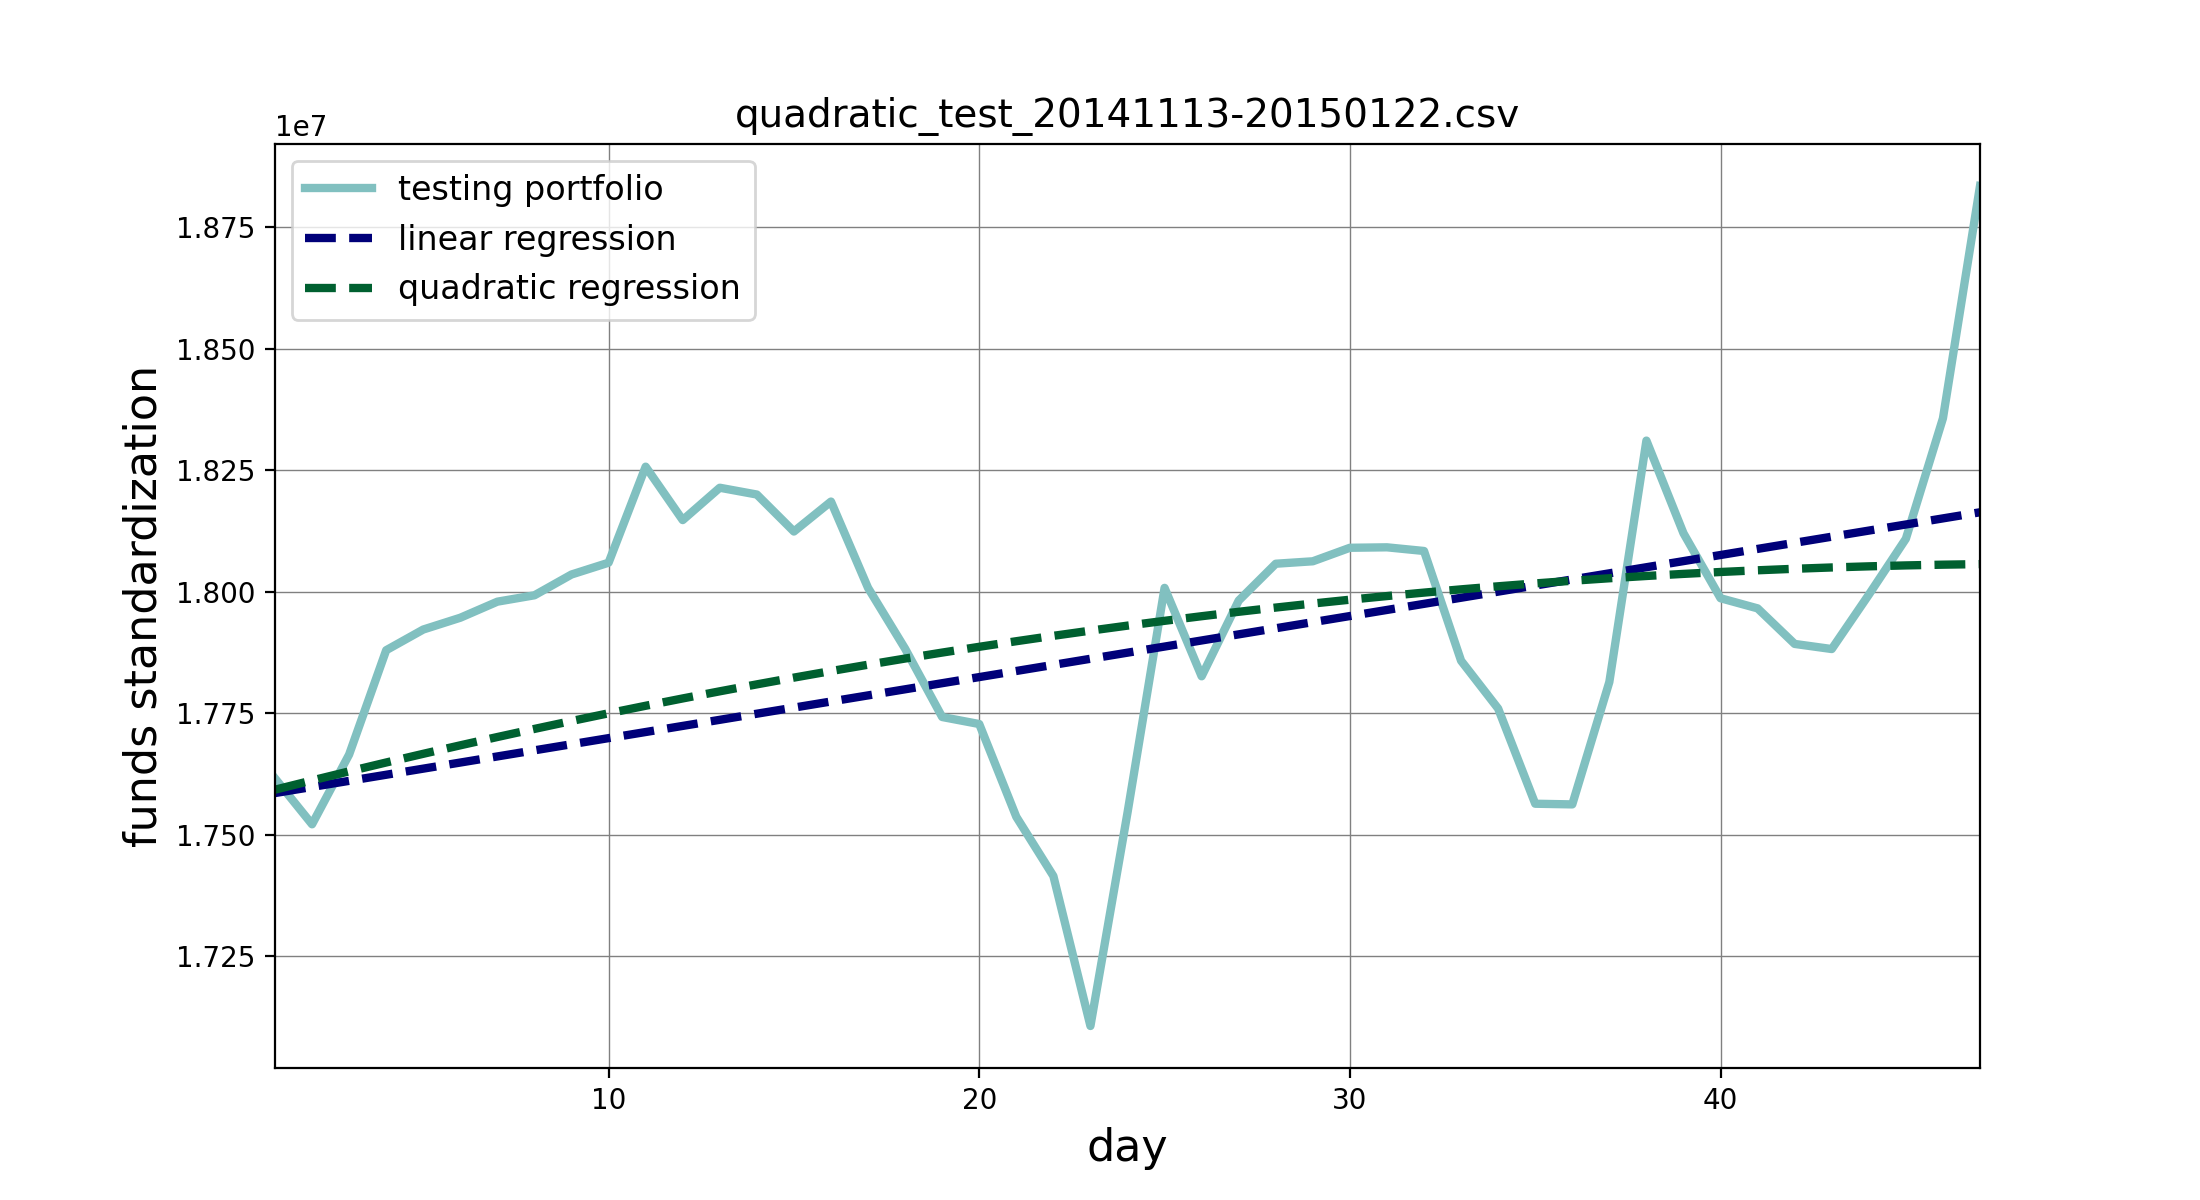 quadratic_test_20141113-20150122.csv
1e7
testing portfolio
linear regression
quadratic regression
1.875
1.850
1.825
1.800
1.775
1.750
1.725
funds standardization
10 20 30 40
day